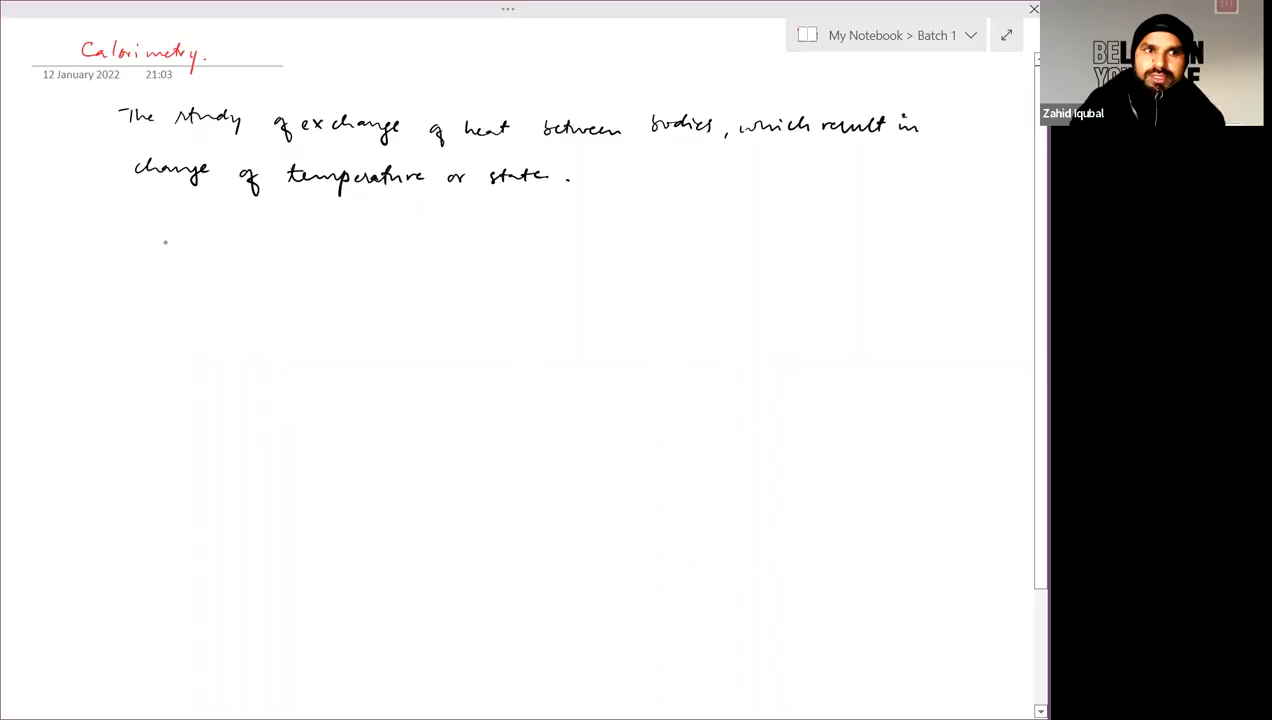 Calorimetry.
12 January 2022 21:03
My Notebook > Batch 1
The study of exchange of heat between bodies, which result in
change of temperature or state.
Zahid Iqubal